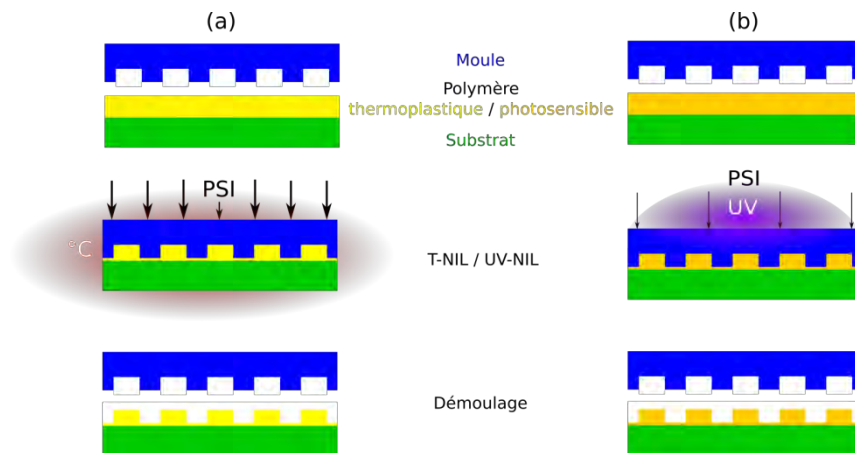 (a)
(b)
Moule
Polymère
thermoplastique / photosensible
Substrat
PSI
°C
PSI
UV
T-NIL / UV-NIL
Démoulage